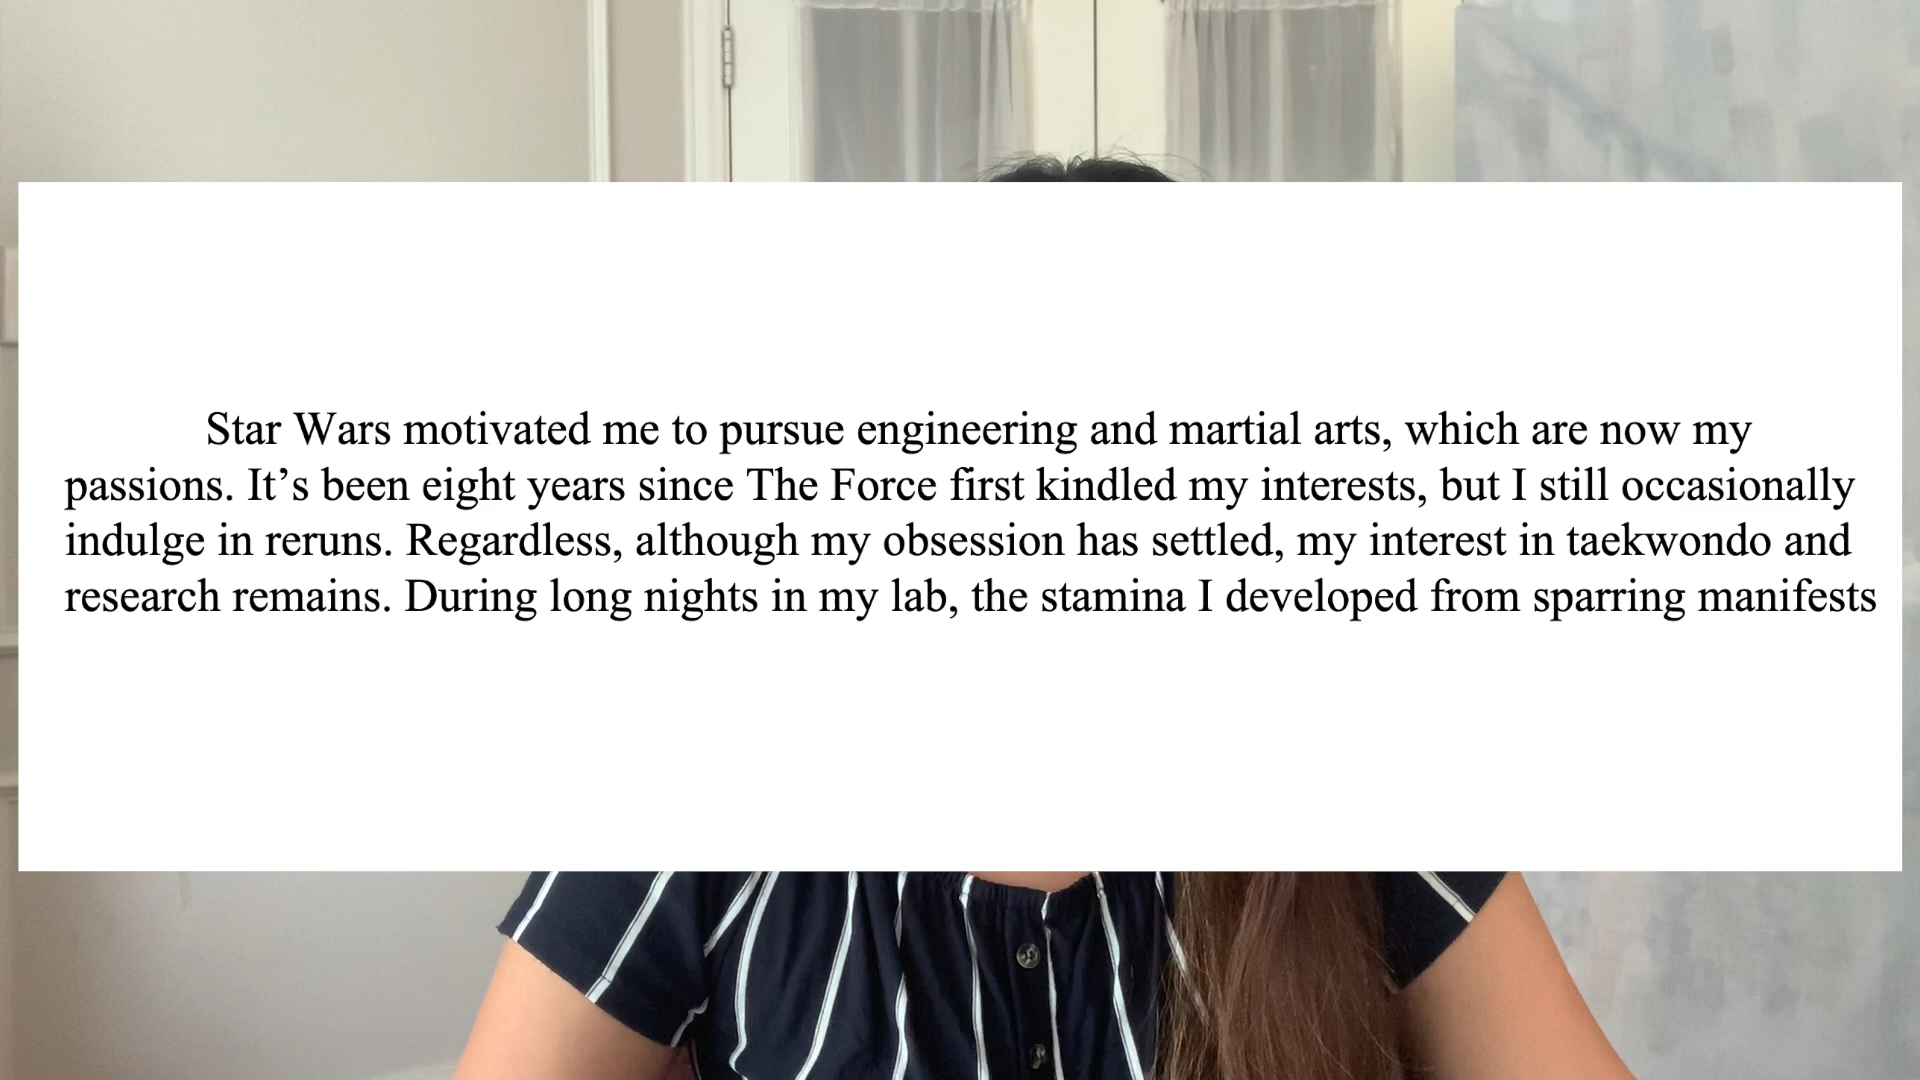 Star Wars motivated me to pursue engineering and martial arts, which are now my
passions. It’s been eight years since The Force first kindled my interests, but I still occasionally
indulge in reruns. Regardless, although my obsession has settled, my interest in taekwondo and
research remains. During long nights in my lab, the stamina I developed from sparring manifests